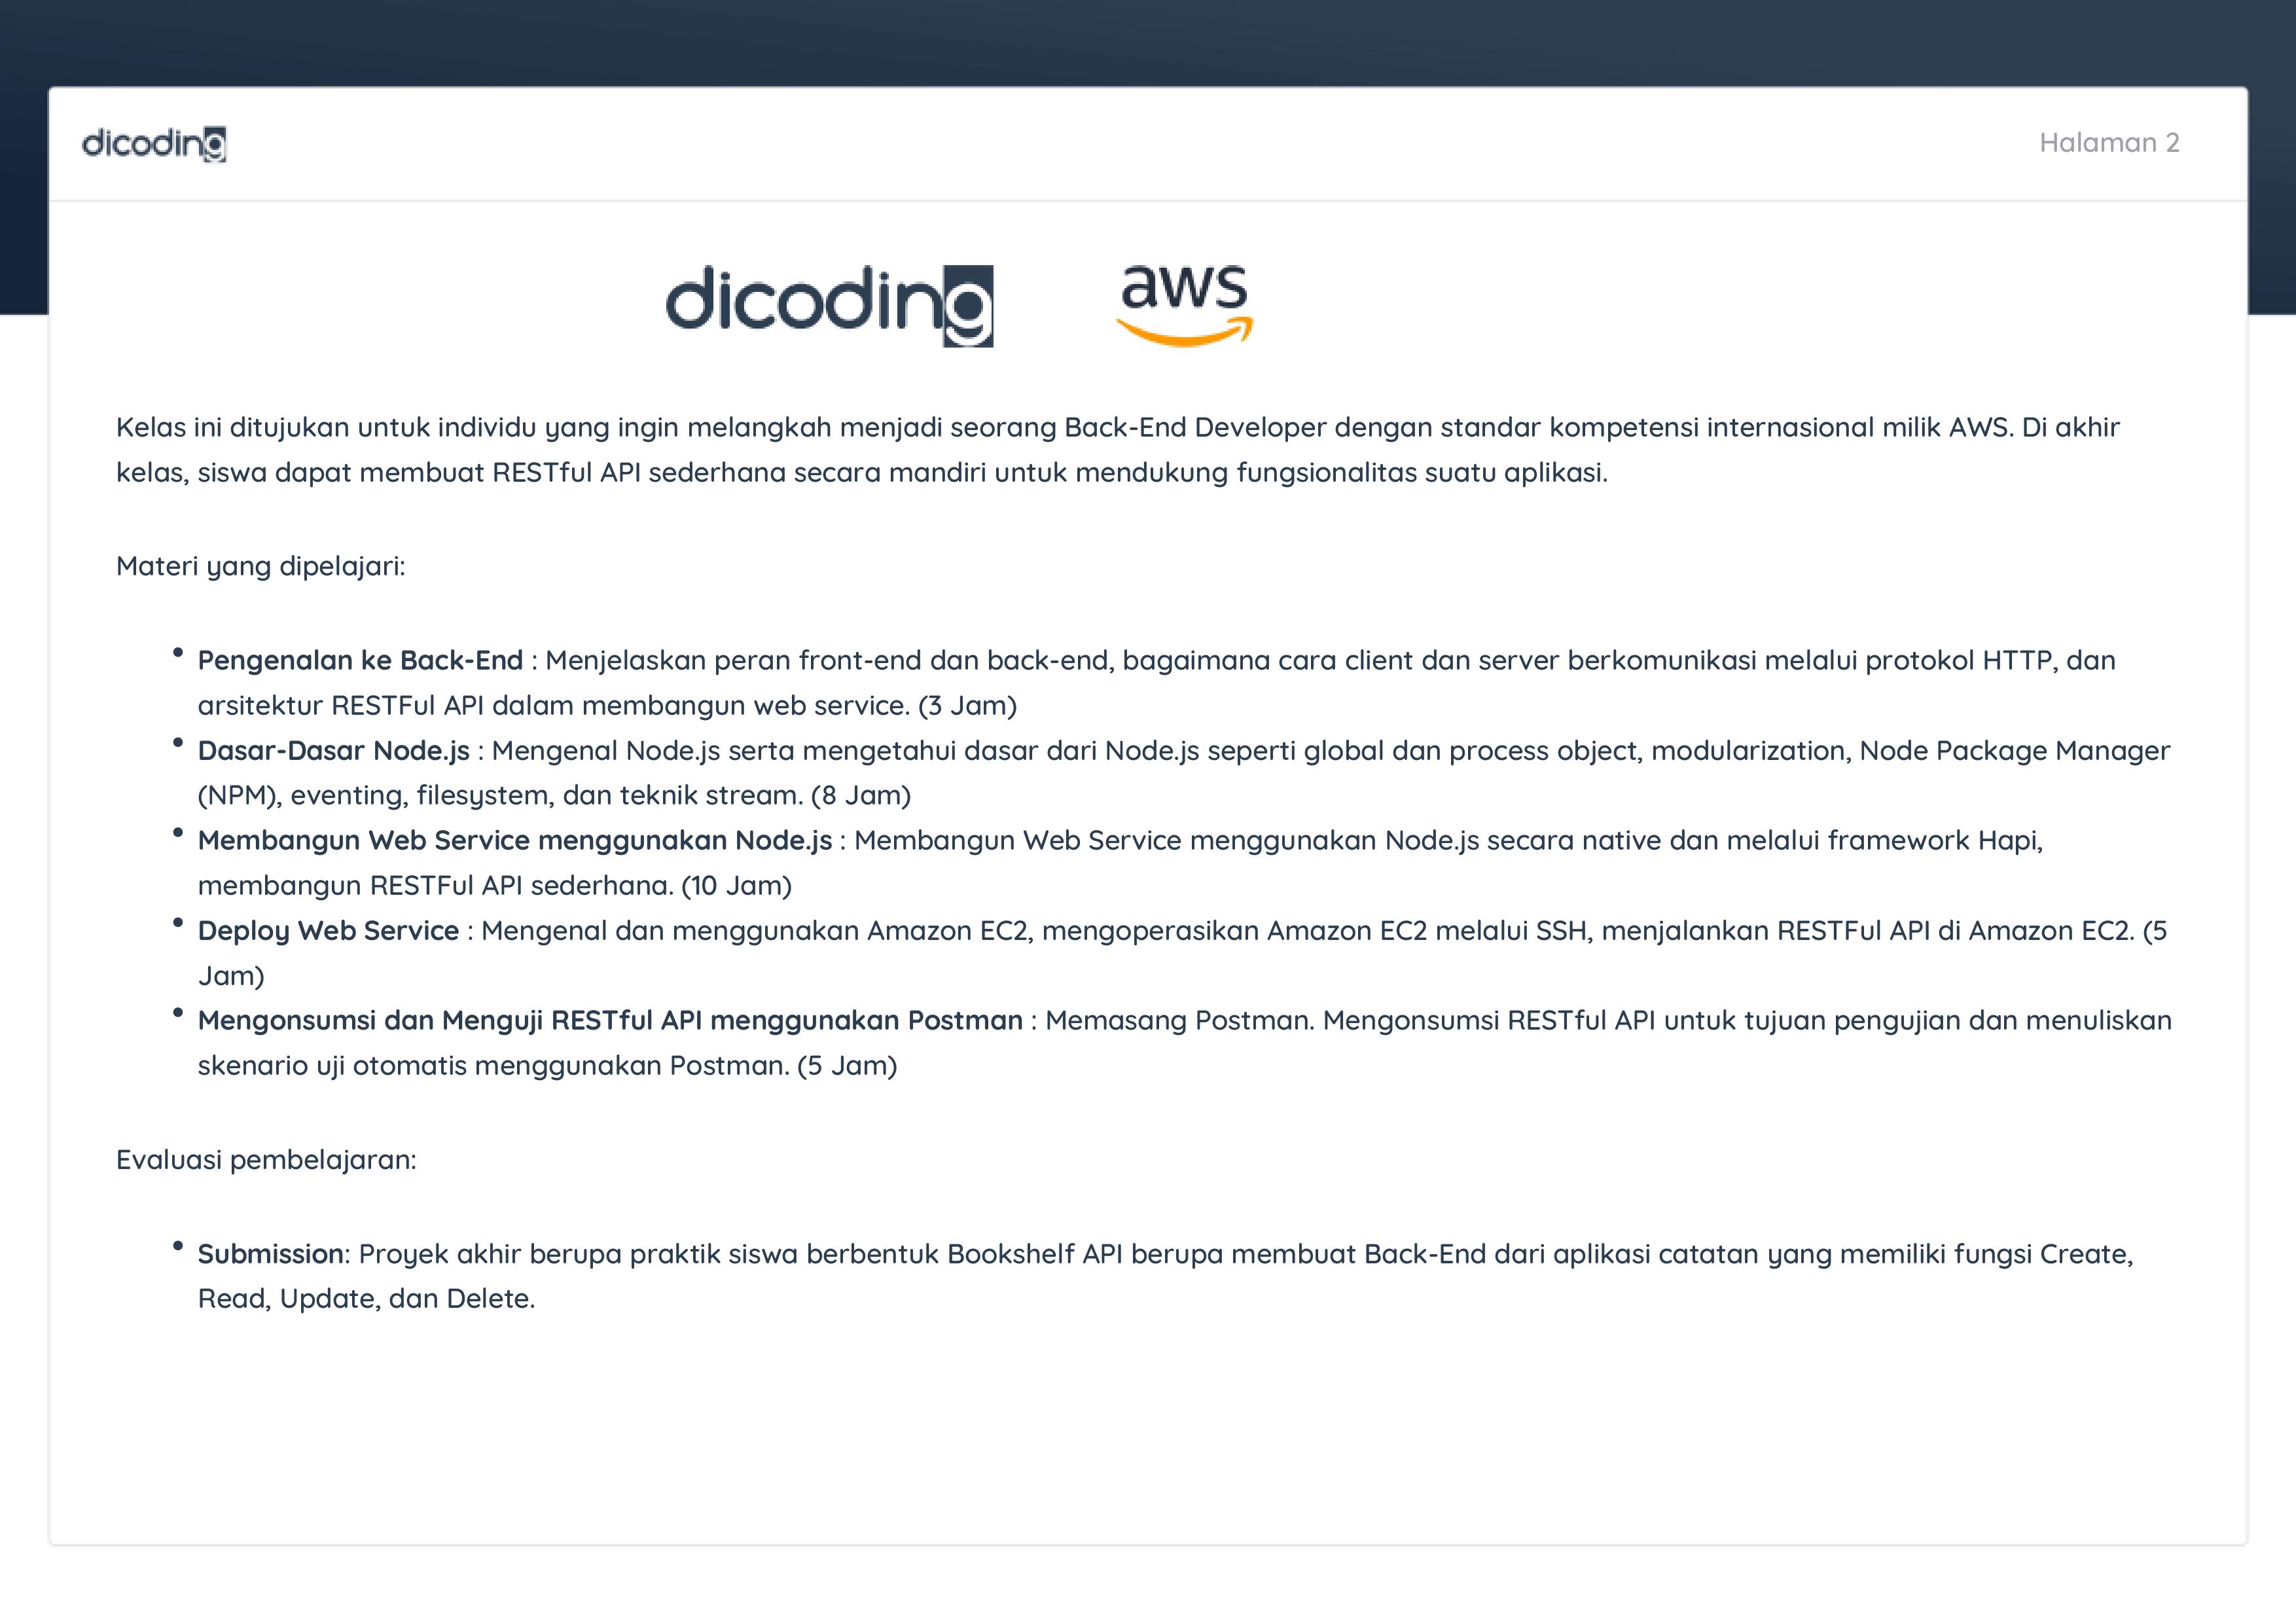 dicoding
Halaman 2
dicoding
aws
Kelas ini ditujukan untuk individu yang ingin melangkah menjadi seorang Back-End Developer dengan standar kompetensi internasional milik AWS. Di akhir
kelas, siswa dapat membuat RESTful API sederhana secara mandiri untuk mendukung fungsionalitas suatu aplikasi.
Materi yang dipelajari:
• Pengenalan ke Back-End : Menjelaskan peran front-end dan back-end, bagaimana cara client dan server berkomunikasi melalui protokol HTTP, dan
arsitektur RESTFul API dalam membangun web service. (3 Jam)
• Dasar-Dasar Node.js : Mengenal Node.js serta mengetahui dasar dari Node.js seperti global dan process object, modularization, Node Package Manager
(NPM), eventing, filesystem, dan teknik stream. (8 Jam)
• Membangun Web Service menggunakan Node.js : Membangun Web Service menggunakan Node.js secara native dan melalui framework Hapi,
membangun RESTFul API sederhana. (10 Jam)
• Deploy Web Service : Mengenal dan menggunakan Amazon EC2, mengoperasikan Amazon EC2 melalui SSH, menjalankan RESTFul API di Amazon EC2. (5
Jam)
• Mengonsumsi dan Menguji RESTful API menggunakan Postman : Memasang Postman. Mengonsumsi RESTful API untuk tujuan pengujian dan menuliskan
skenario uji otomatis menggunakan Postman. (5 Jam)
Evaluasi pembelajaran:
• Submission: Proyek akhir berupa praktik siswa berbentuk Bookshelf API berupa membuat Back-End dari aplikasi catatan yang memiliki fungsi Create,
Read, Update, dan Delete.